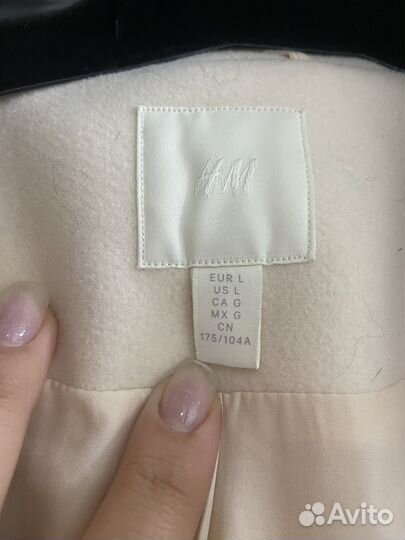 H&M
EUR L
US L
CA G
MX G
CN
175/104A
Avito